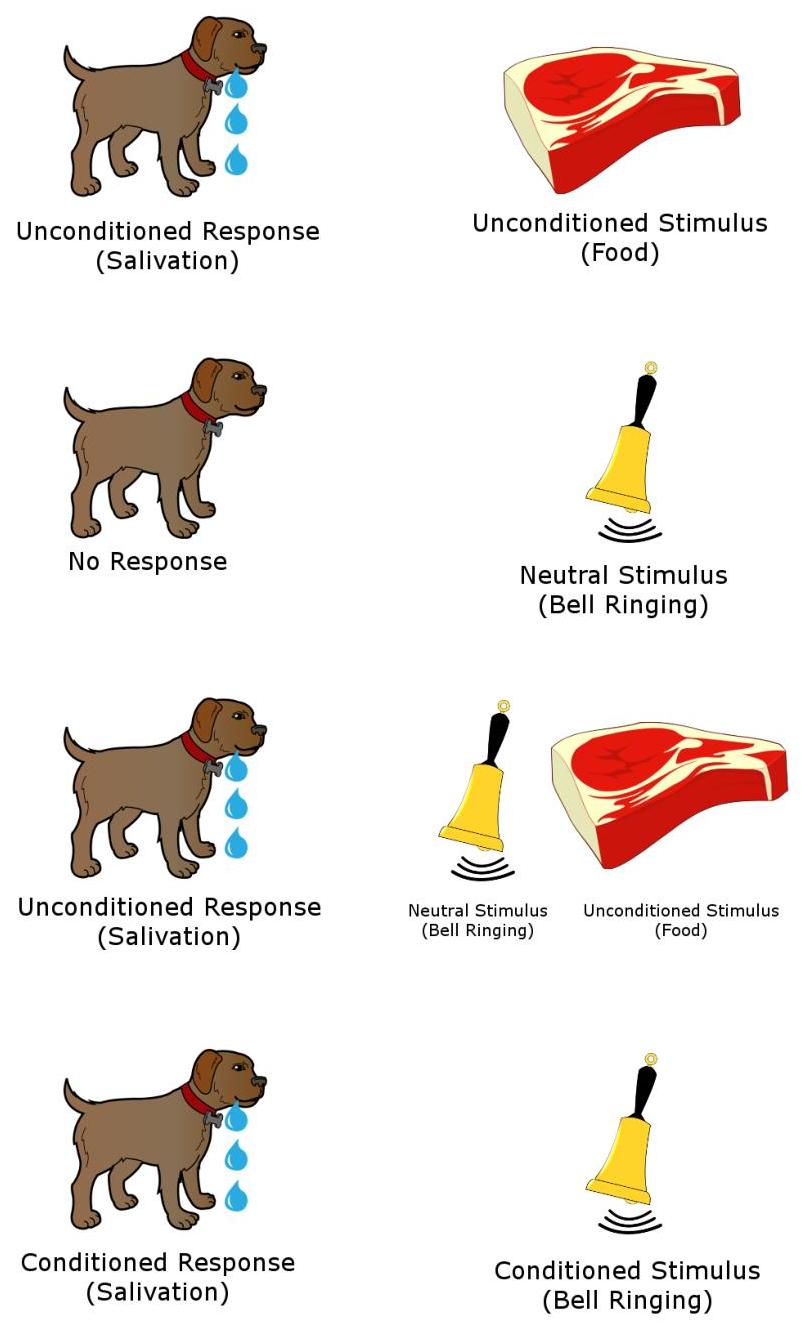 Unconditioned Response
(Salivation)
Unconditioned Stimulus
(Food)
No Response
Neutral Stimulus
(Bell Ringing)
Unconditioned Response
(Salivation)
Neutral Stimulus
(Bell Ringing)
Unconditioned Stimulus
(Food)
Conditioned Response
(Salivation)
Conditioned Stimulus
(Bell Ringing)